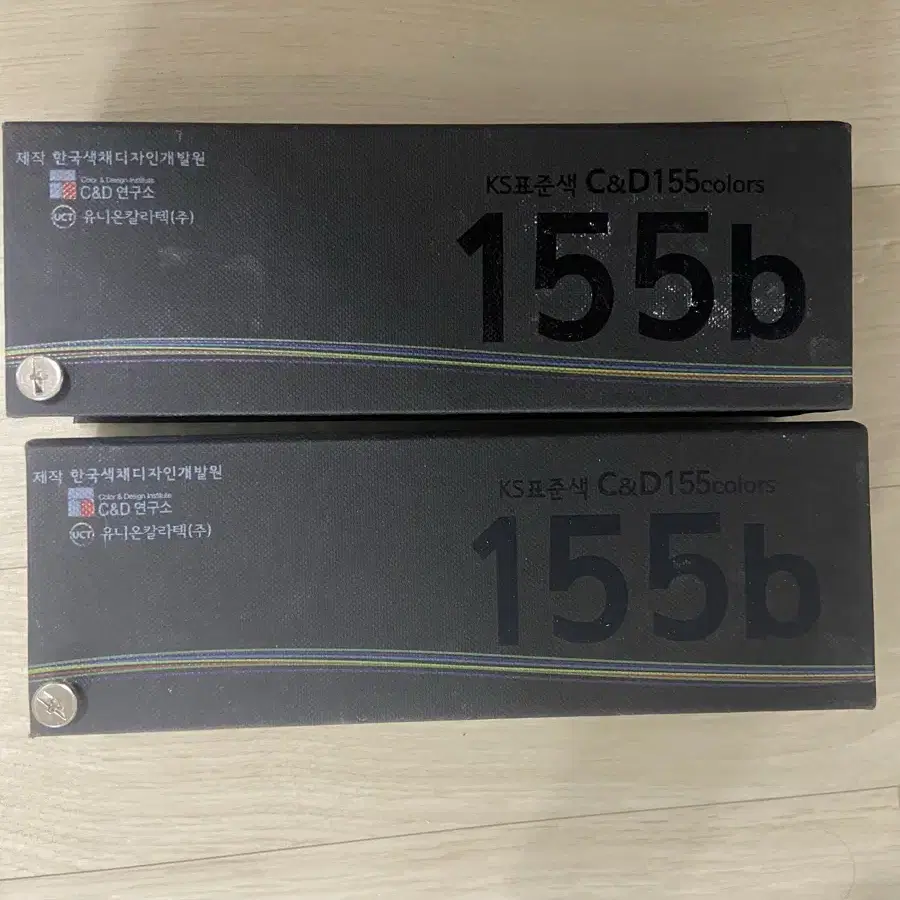 제작 한국색채디자인개발원
Color & Design Institute
C&D 연구소
UCT 유니온칼라텍(주)
KS표준색 C&D155colors
155b
제작 한국색채디자인개발원
Color & Design Institute
C&D 연구소
UCT 유니온칼라텍(주)
KS표준색 C&D155colors
155b